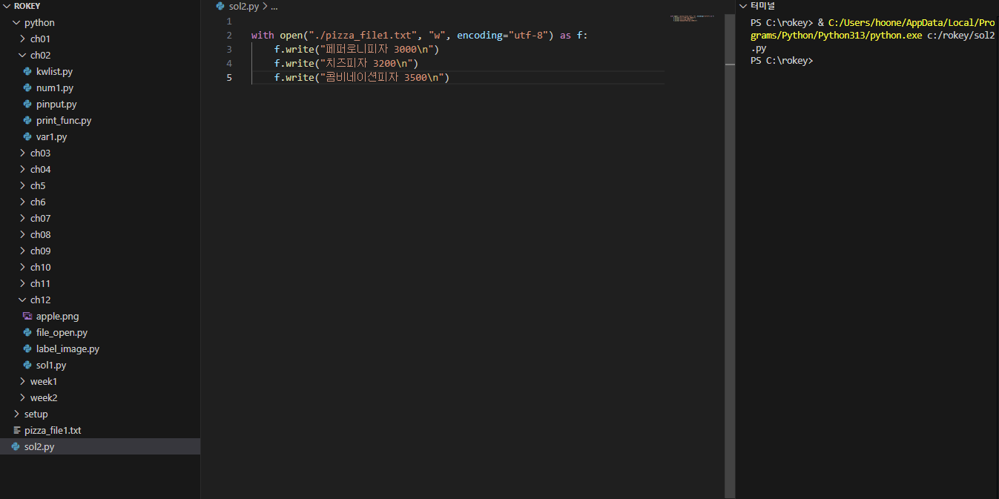 ROKEY
python
ch01
ch02
kwlist.py
num1.py
pinput.py
print_func.py
var1.py
ch03
ch04
ch5
ch6
ch07
ch08
ch09
ch10
ch11
ch12
apple.png
file_open.py
label_image.py
sol1.py
week1
week2
setup
pizza_file1.txt
sol2.py
sol2.py > ...
1
2 with open("./pizza_file1.txt", "w", encoding="utf-8") as f:
3 f.write("페퍼로니피자 3000\n")
4 f.write("치즈피자 3200\n")
5 f.write("콤비네이션피자 3500\n")
터미널
PS C:\rokey> & C:/Users/hoone/AppData/Local/Pro
grams/Python/Python313/python.exe c:/rokey/sol2
.py
PS C:\rokey>